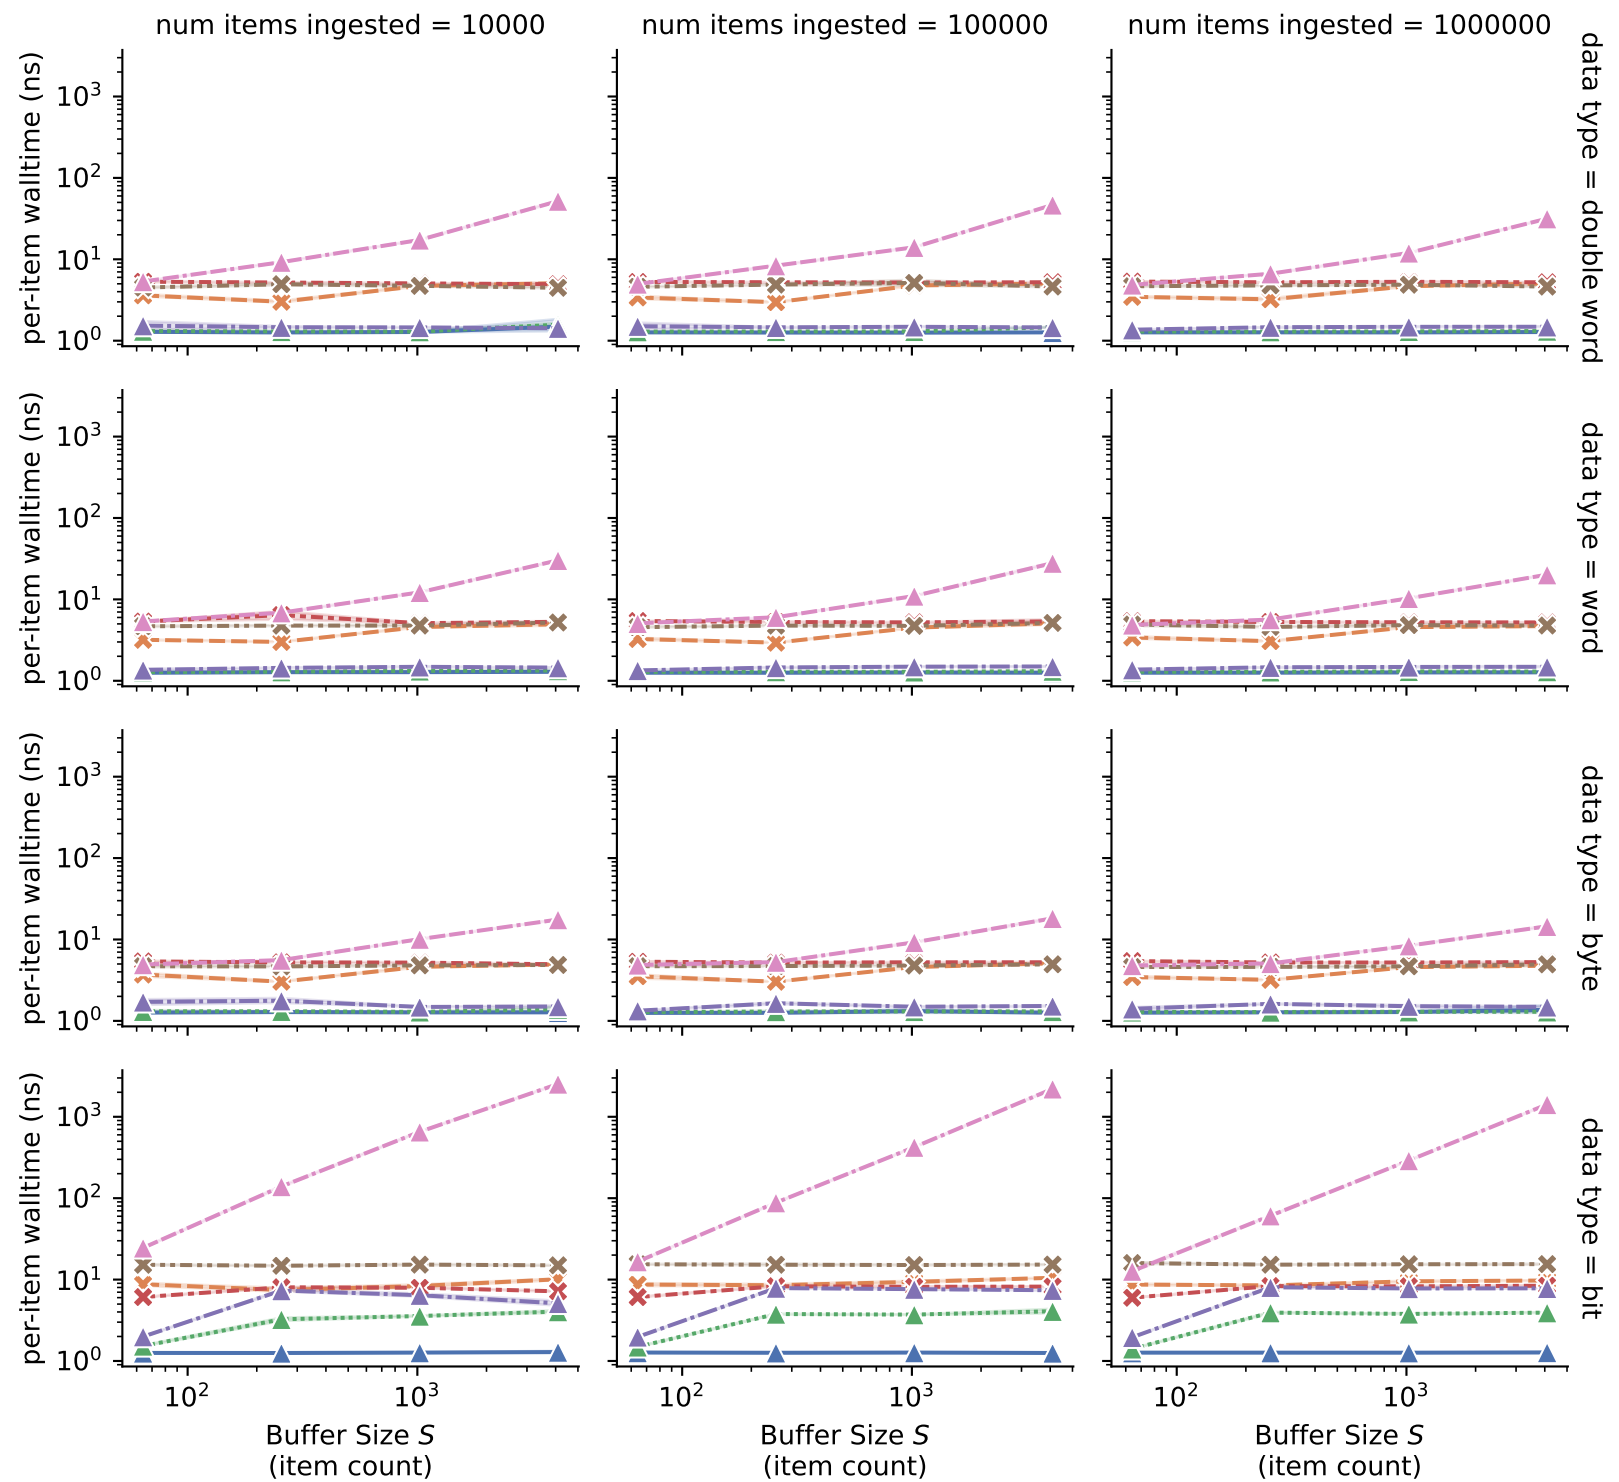 num items ingested = 10000
num items ingested = 100000
num items ingested = 1000000
per-item walltime (ns)
10³
10²
10¹
10⁰
data type = double word
per-item walltime (ns)
10³
10²
10¹
10⁰
data type = word
per-item walltime (ns)
10³
10²
10¹
10⁰
data type = byte
per-item walltime (ns)
10³
10²
10¹
10⁰
data type = bit
10² 10³
10² 10³
10² 10³
Buffer Size S
(item count)
Buffer Size S
(item count)
Buffer Size S
(item count)